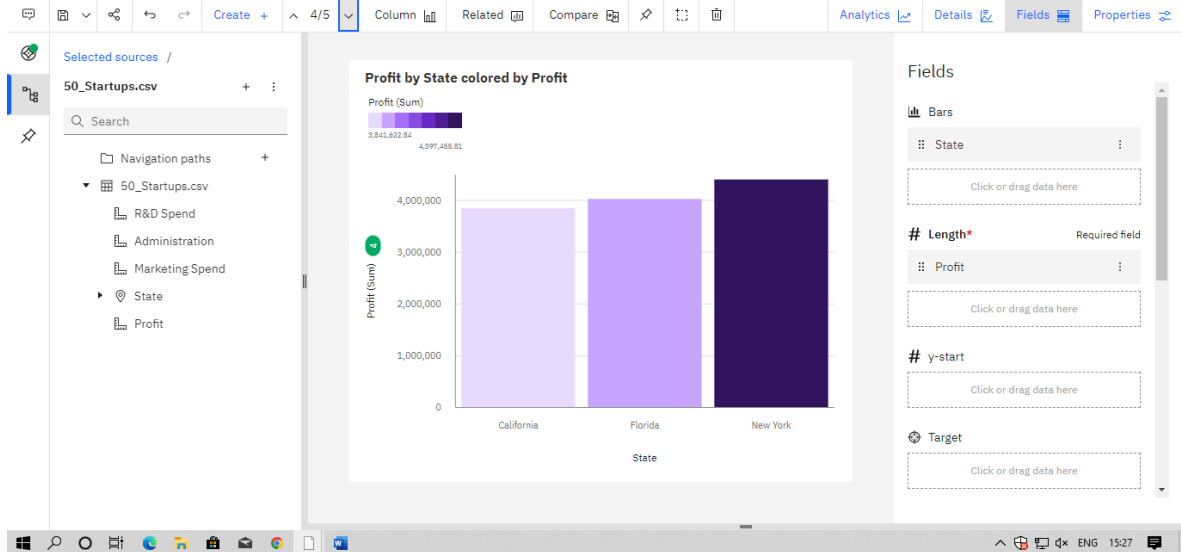 Create +
4/5
Column
Related
Compare
Analytics
Details
Fields
Properties
Selected sources /
50_Startups.csv
Search
Navigation paths
50_Startups.csv
R&D Spend
Administration
Marketing Spend
State
Profit
Profit by State colored by Profit
Profit (Sum)
3,841,622.84
4,397,455.81
4,000,000
3,000,000
2,000,000
1,000,000
0
Profit (Sum)
California Florida New York
State
Fields
Bars
State
Click or drag data here
# Length* Required field
Profit
Click or drag data here
# y-start
Click or drag data here
Target
Click or drag data here
ENG 15:27